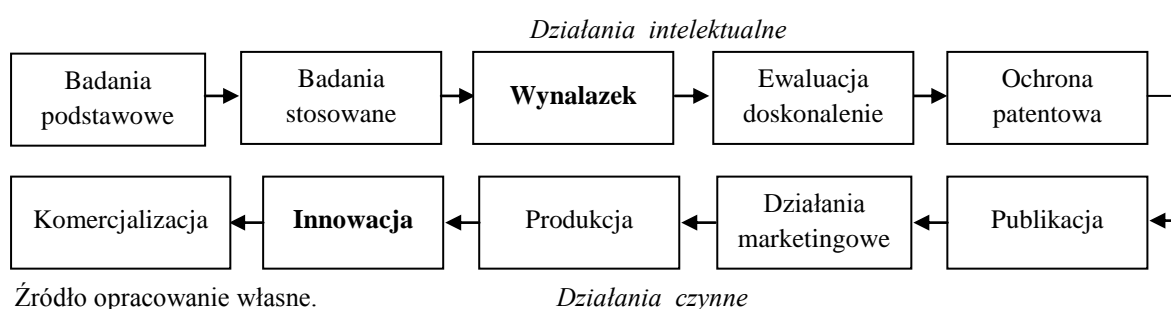 Działania intelektualne
Badania
podstawowe
Badania
stosowane
Wynalazek
Ewaluacja
doskonalenie
Ochrona
patentowa
Komercjalizacja
Innowacja
Produkcja
Działania
marketingowe
Publikacja
Źródło opracowanie własne.
Działania czynne